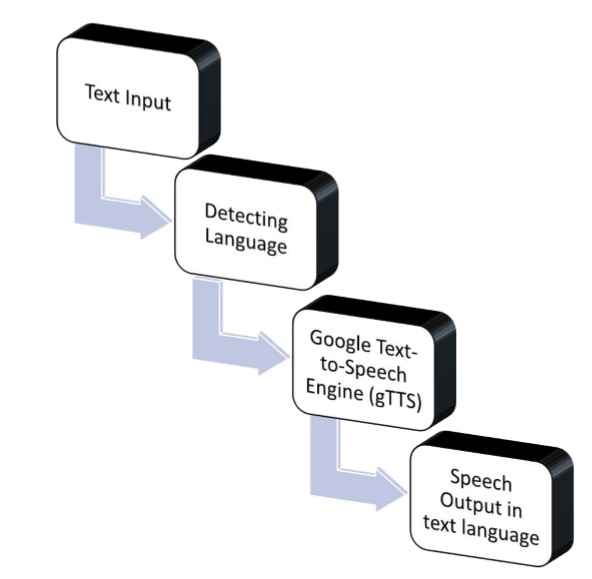 Text Input
Detecting
Language
Google Text-
to-Speech
Engine (gTTS)
Speech
Output in
text language